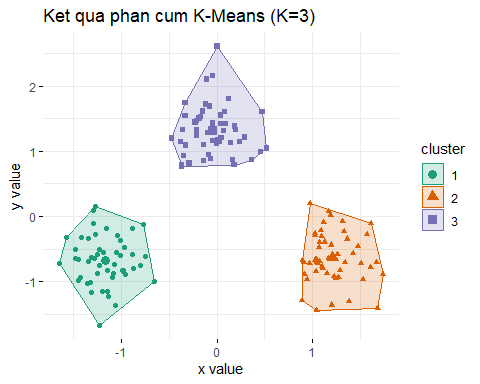 Ket qua phan cum K-Means (K=3)
2
1
0
-1
y value
-1
0
1
x value
cluster
1
2
3